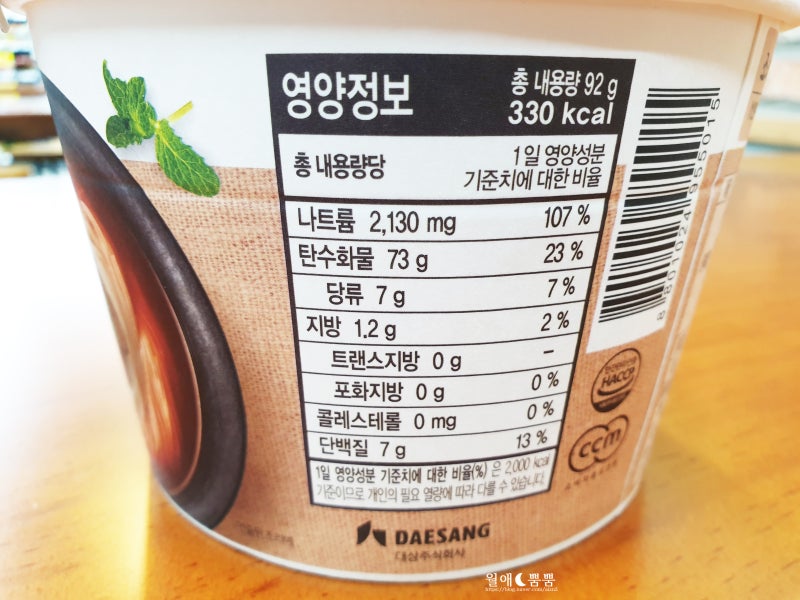 영양정보
총 내용량 92 g
330 kcal
총 내용량당
1일 영양성분
기준치에 대한 비율
나트륨 2,130 mg 107 %
탄수화물 73 g 23 %
당류 7 g 7 %
지방 1.2 g 2 %
트랜스지방 0 g –
포화지방 0 g 0 %
콜레스테롤 0 mg 0 %
단백질 7 g 13 %
1일 영양성분 기준치에 대한 비율(%)은 2,000 kcal
기준이므로 개인의 필요 열량에 따라 다를 수 있습니다.
8 801024 955015
HACCP
ccm
DAESANG
대상주식회사
월애 뿜뿜